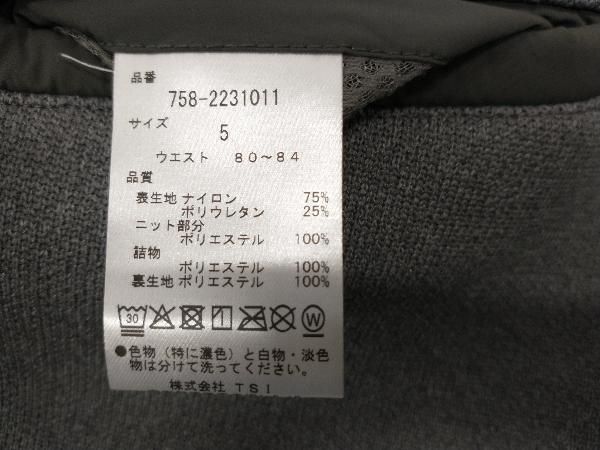 品番
758-2231011
サイズ
5
ウエスト 80～84
品質
表生地 ナイロン 75%
ポリウレタン 25%
ニット部分
ポリエステル 100%
詰物
ポリエステル 100%
裏生地 ポリエステル 100%
30 W
●色物（特に濃色）と白物・淡色
物は分けて洗ってください。
株式会社 TSI